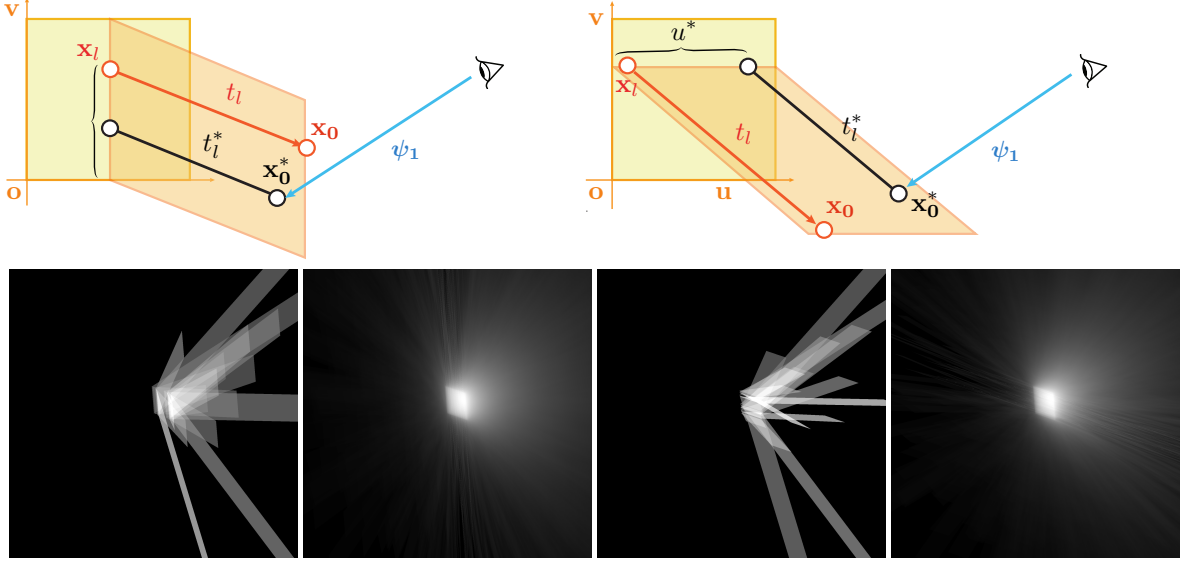 v
x_l
t_l
x_0
t_l^*
x_0^*
ψ_1
o
v
u^*
x_l
t_l^*
t_l
ψ_1
o
u
x_0
x_0^*